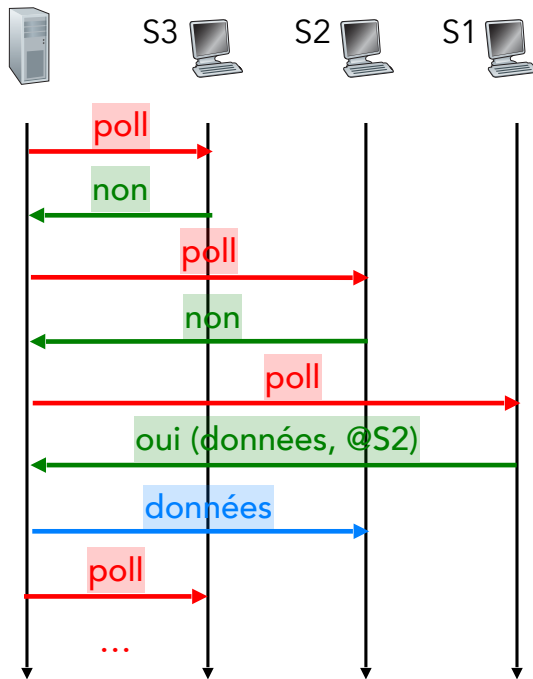 S3 S2 S1
poll
non
poll
non
poll
oui (données, @S2)
données
poll
...